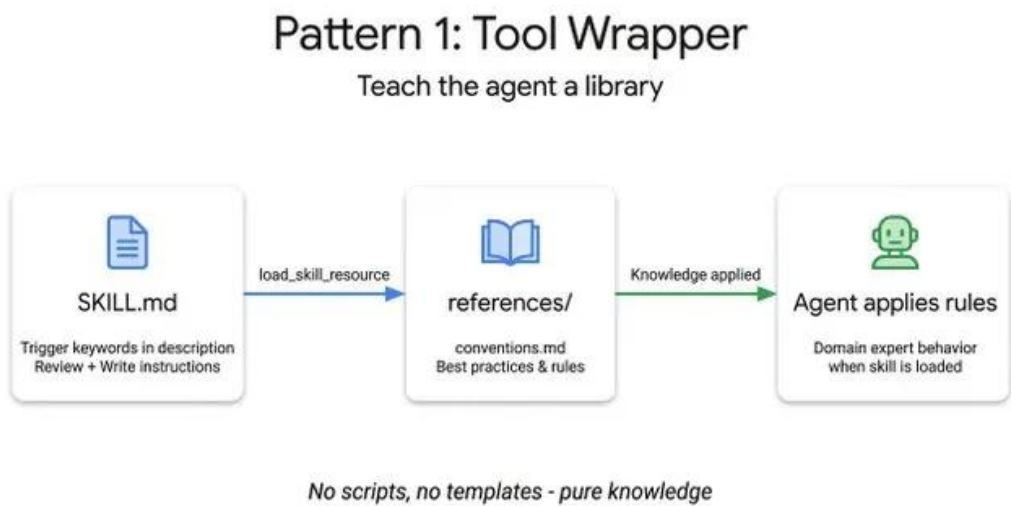 Pattern 1: Tool Wrapper
Teach the agent a library
SKILL.md
Trigger keywords in description
Review + Write instructions
load_skill_resource
references/
conventions.md
Best practices & rules
Knowledge applied
Agent applies rules
Domain expert behavior
when skill is loaded
No scripts, no templates - pure knowledge